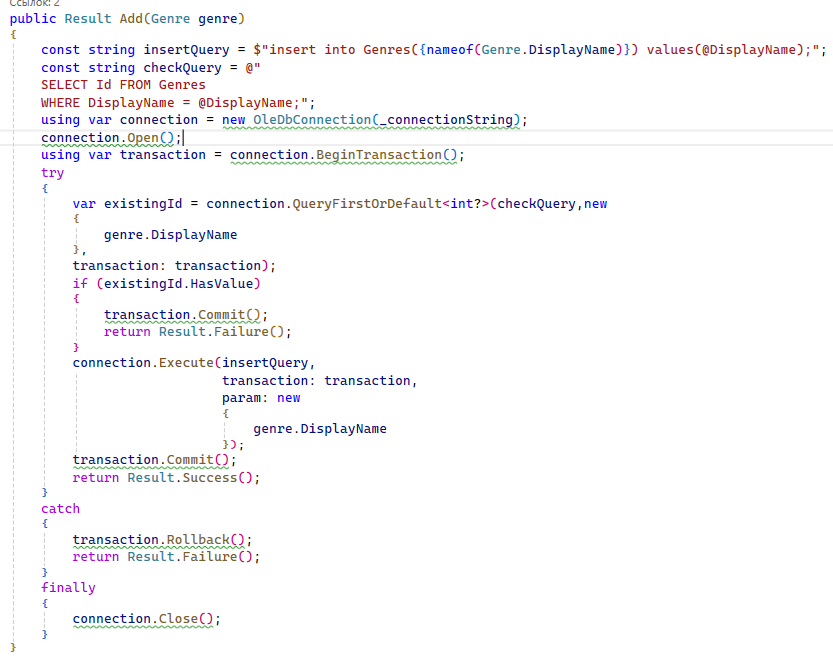 Ссылок: 2
public Result Add(Genre genre)
{
const string insertQuery = $"insert into Genres({nameof(Genre.DisplayName)}) values(@DisplayName);";
const string checkQuery = @"
SELECT Id FROM Genres
WHERE DisplayName = @DisplayName;";
using var connection = new OleDbConnection(_connectionString);
connection.Open();
using var transaction = connection.BeginTransaction();
try
{
var existingId = connection.QueryFirstOrDefault<int?>(checkQuery,new
{
genre.DisplayName
},
transaction: transaction);
if (existingId.HasValue)
{
transaction.Commit();
return Result.Failure();
}
connection.Execute(insertQuery,
transaction: transaction,
param: new
{
genre.DisplayName
});
transaction.Commit();
return Result.Success();
}
catch
{
transaction.Rollback();
return Result.Failure();
}
finally
{
connection.Close();
}
}